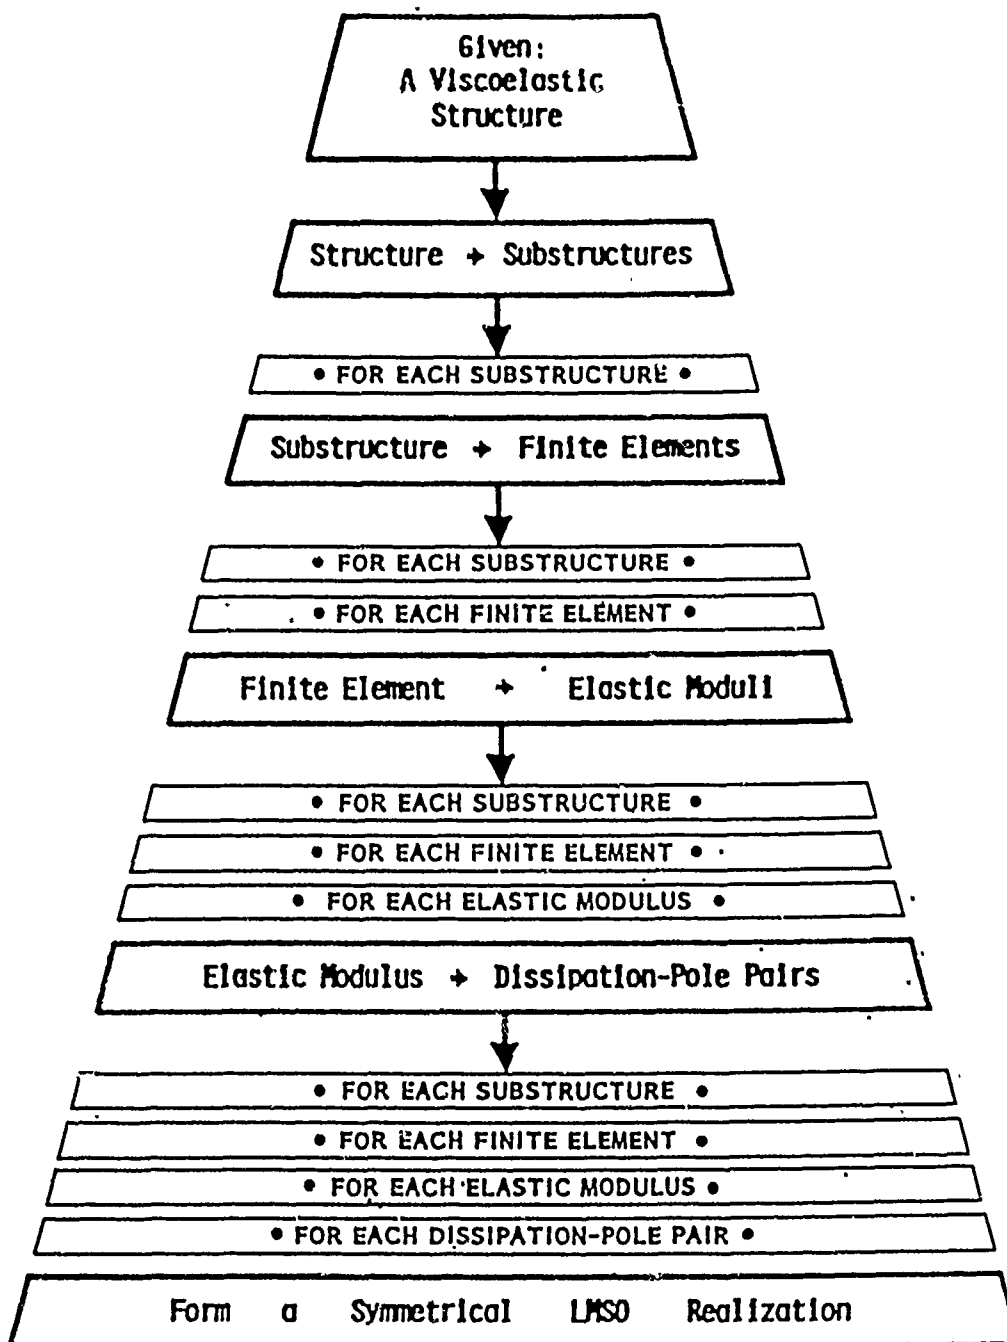 Given:
A Viscoelastic
Structure
Structure → Substructures
• FOR EACH SUBSTRUCTURE •
Substructure → Finite Elements
• FOR EACH SUBSTRUCTURE •
• FOR EACH FINITE ELEMENT •
Finite Element → Elastic Moduli
• FOR EACH SUBSTRUCTURE •
• FOR EACH FINITE ELEMENT •
• FOR EACH ELASTIC MODULUS •
Elastic Modulus → Dissipation-Pole Pairs
• FOR EACH SUBSTRUCTURE •
• FOR EACH FINITE ELEMENT •
• FOR EACH ELASTIC MODULUS •
• FOR EACH DISSIPATION-POLE PAIR •
Form a Symmetrical LMSO Realization